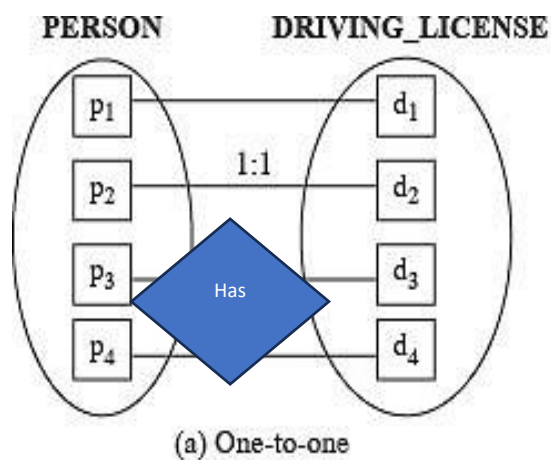 PERSON DRIVING_LICENSE
p1 d1
1:1
p2 d2
p3 Has d3
p4 d4
(a) One-to-one